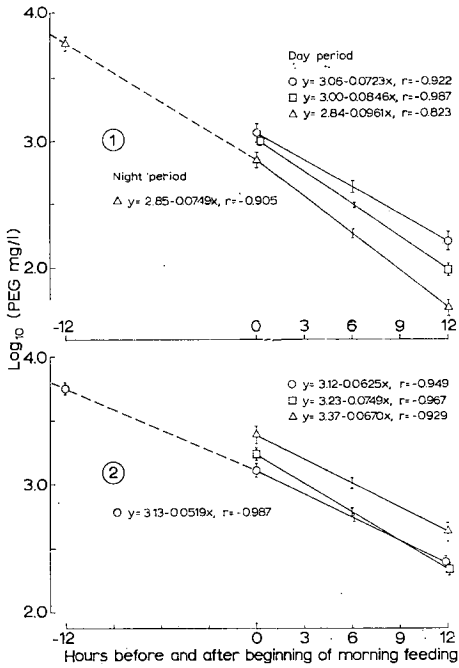 4.0
3.0
2.0
Log10 (PEG mg/l)
Day period
○ y= 3.06-0.0723x, r=-0.922
□ y= 3.00-0.0846x, r=-0.987
△ y= 2.84-0.0961x, r=-0.823
①
Night period
△ y= 2.85-0.0749x, r=-0.905
-12 0 3 6 9 12
4.0
3.0
2.0
○ y= 3.12-0.0625x, r=-0.949
□ y= 3.23-0.0749x, r=-0.967
△ y= 3.37-0.0670x, r=-0.929
②
○ y= 3.13-0.0519x, r=-0.987
-12 0 3 6 9 12
Hours before and after beginning of morning feeding